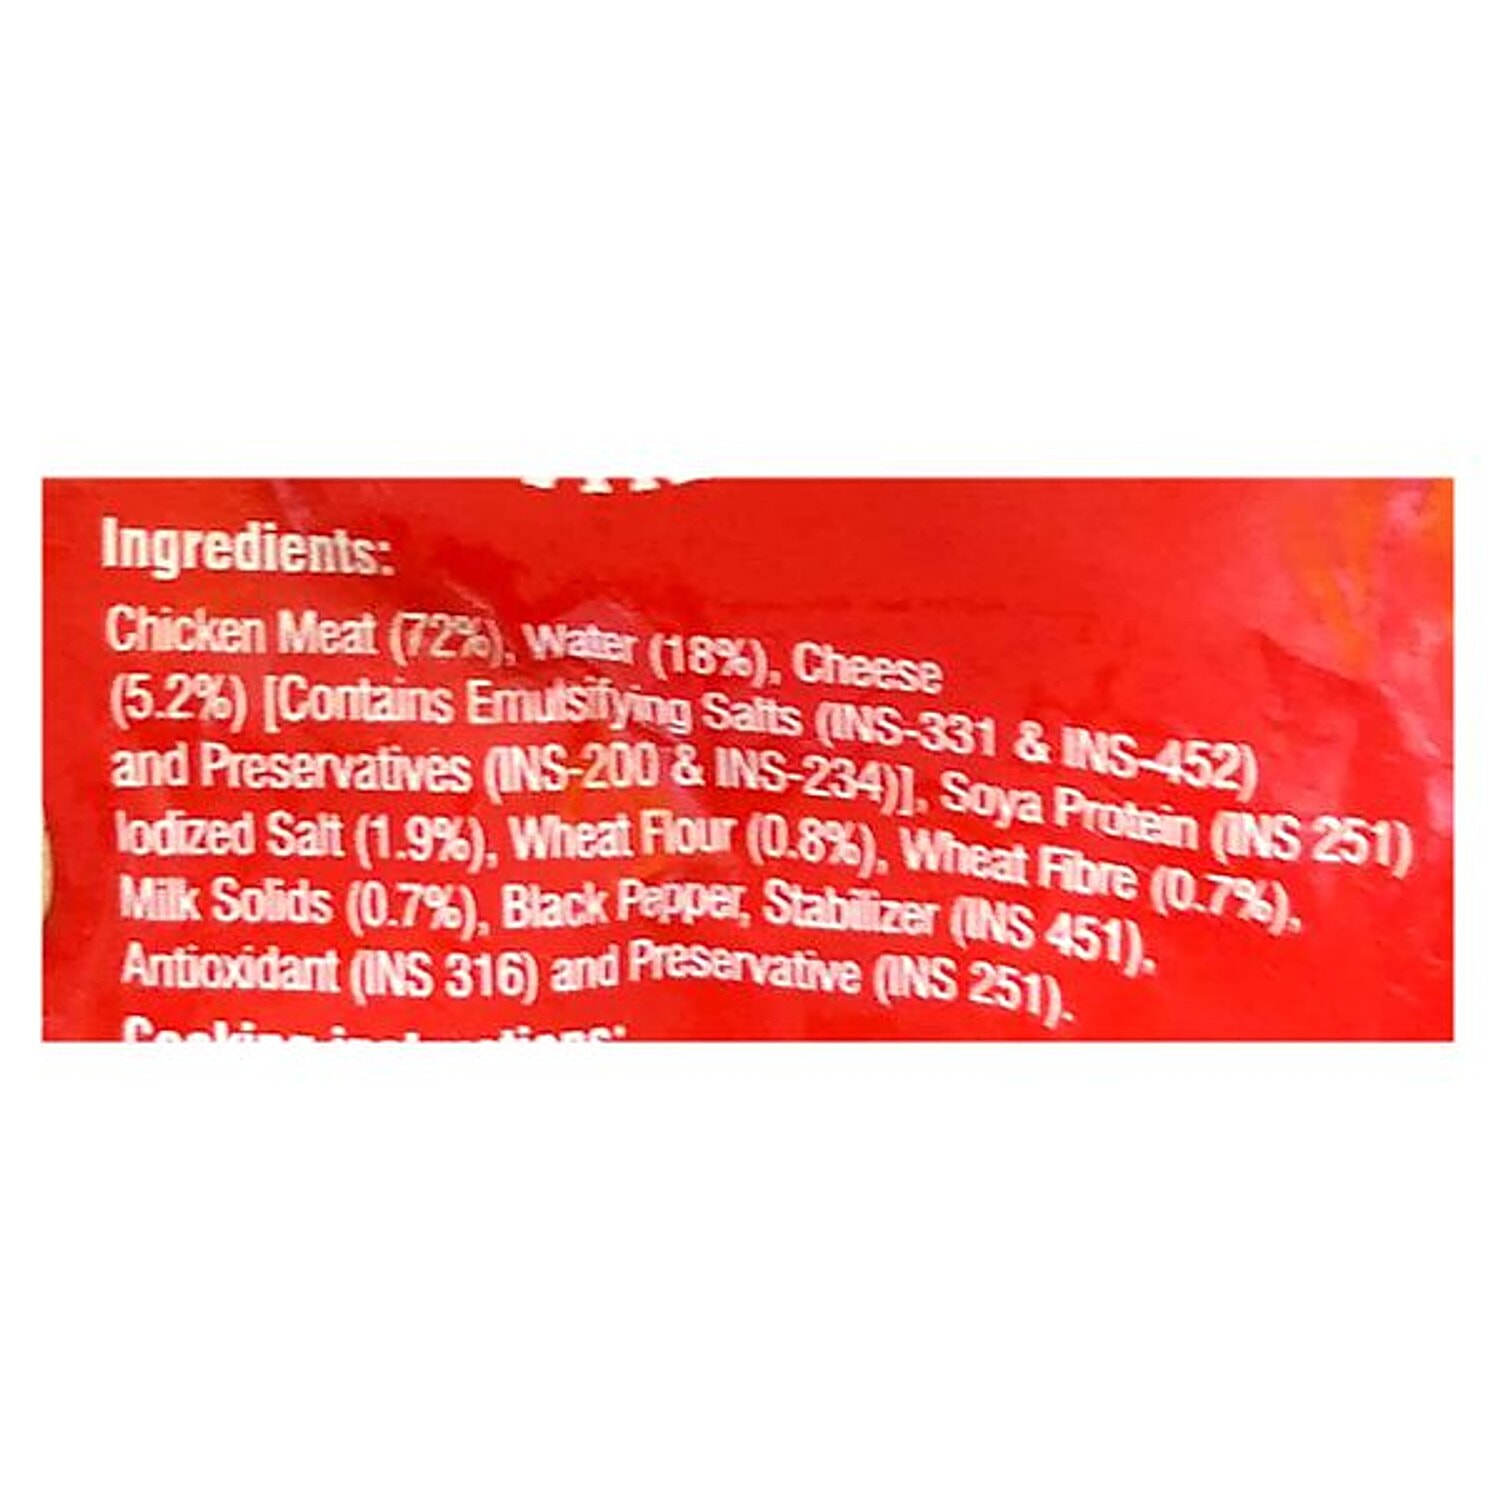 Ingredients:
Chicken Meat (72%), Water (18%), Cheese
(5.2%) [Contains Emulsifying Salts (INS-331 & INS-452)
and Preservatives (INS-200 & INS-234)], Soya Protein (INS 251)
Iodized Salt (1.9%), Wheat Flour (0.8%), Wheat Fibre (0.7%),
Milk Solids (0.7%), Black Pepper, Stabilizer (INS 451),
Antioxidant (INS 316) and Preservative (INS 251).
Cooking instructions: